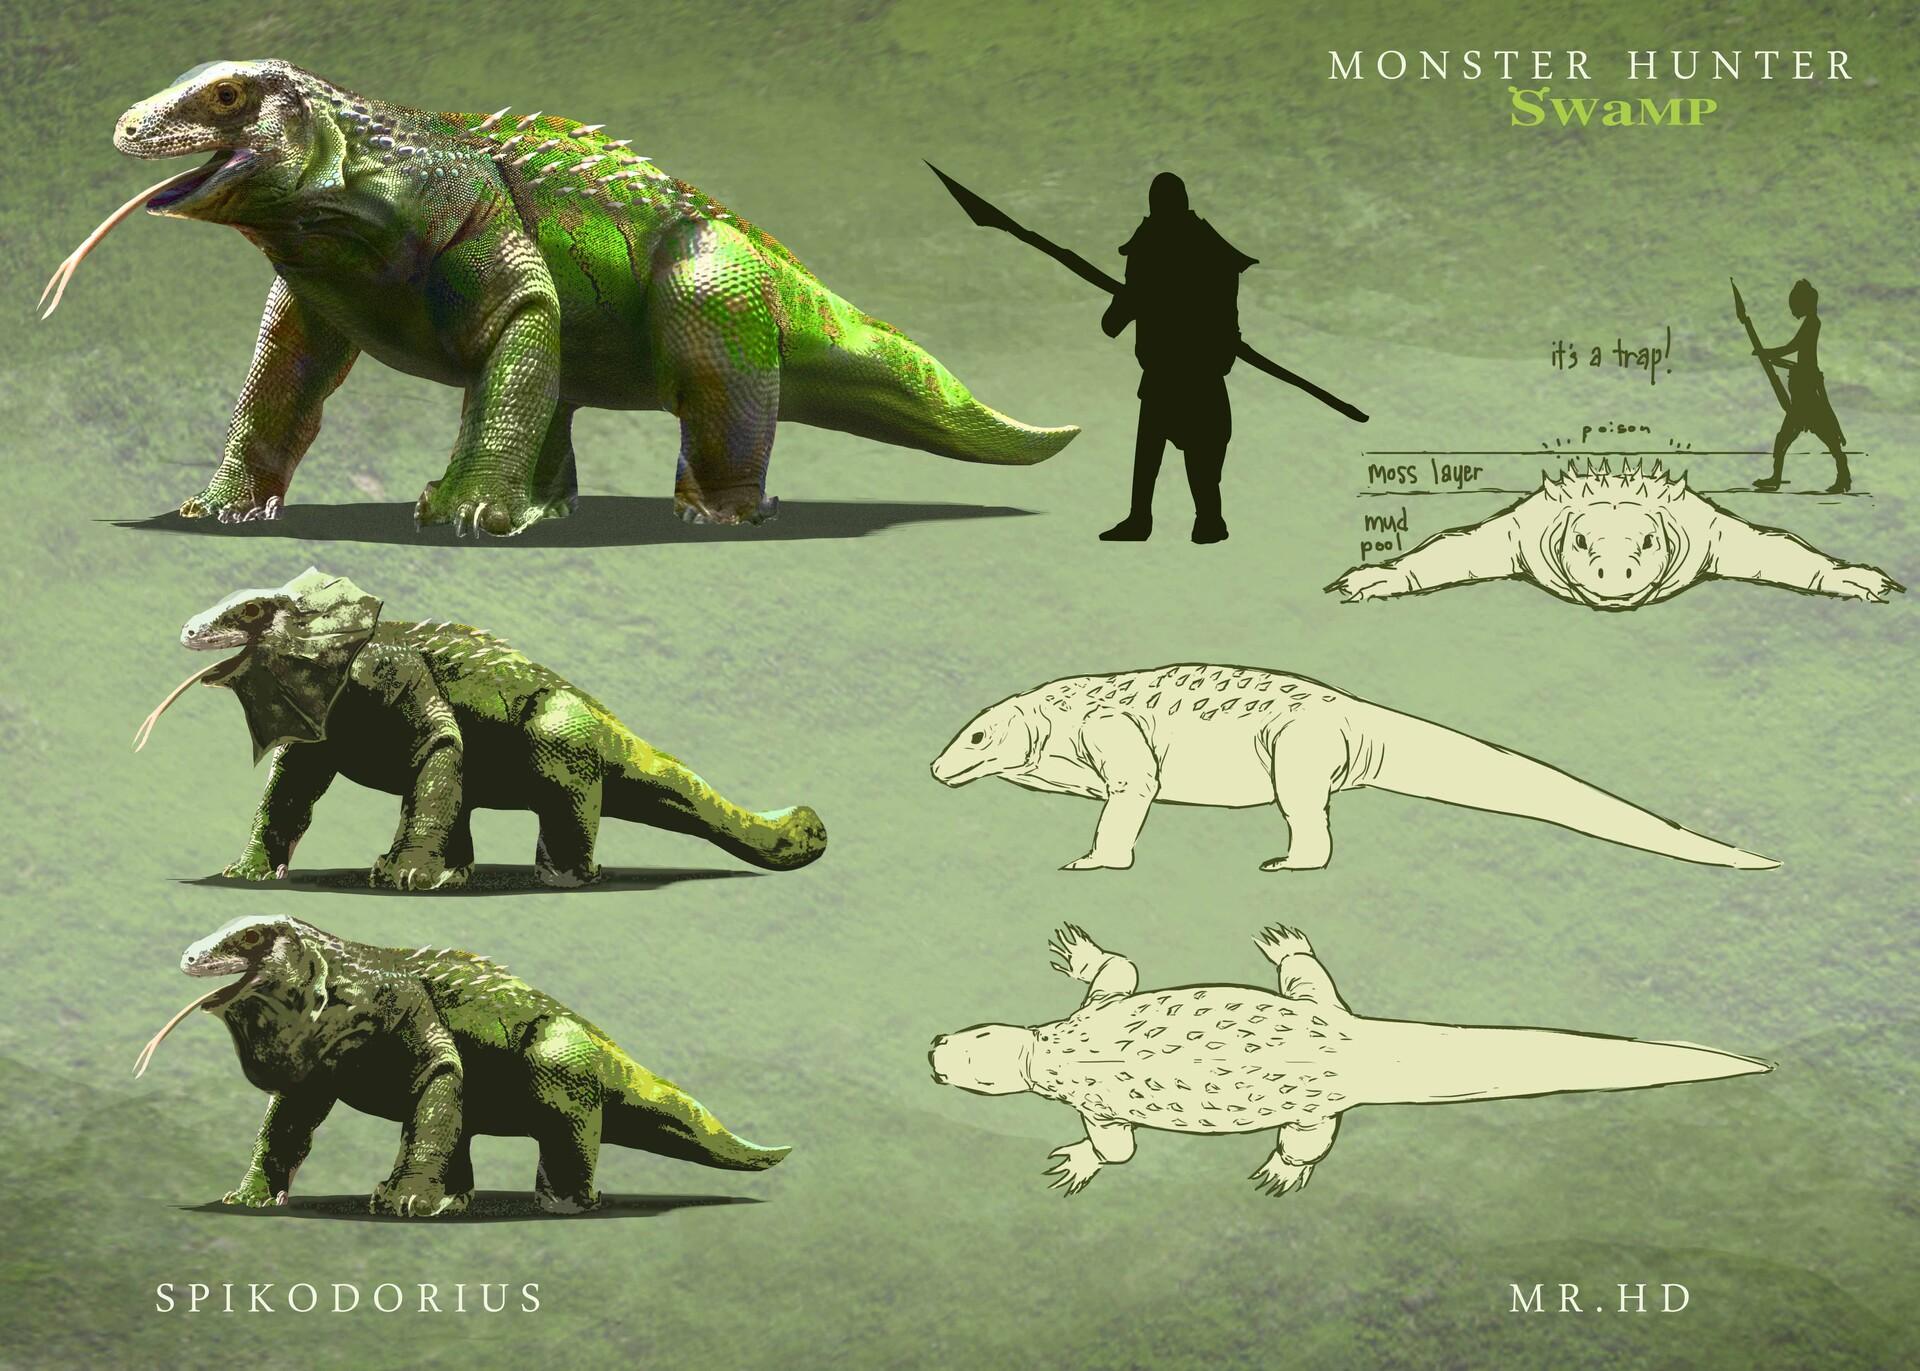 MONSTER HUNTER
SwaMP
it's a trap!
poison
moss layer
mud
pool
SPIKODORIUS
MR.HD